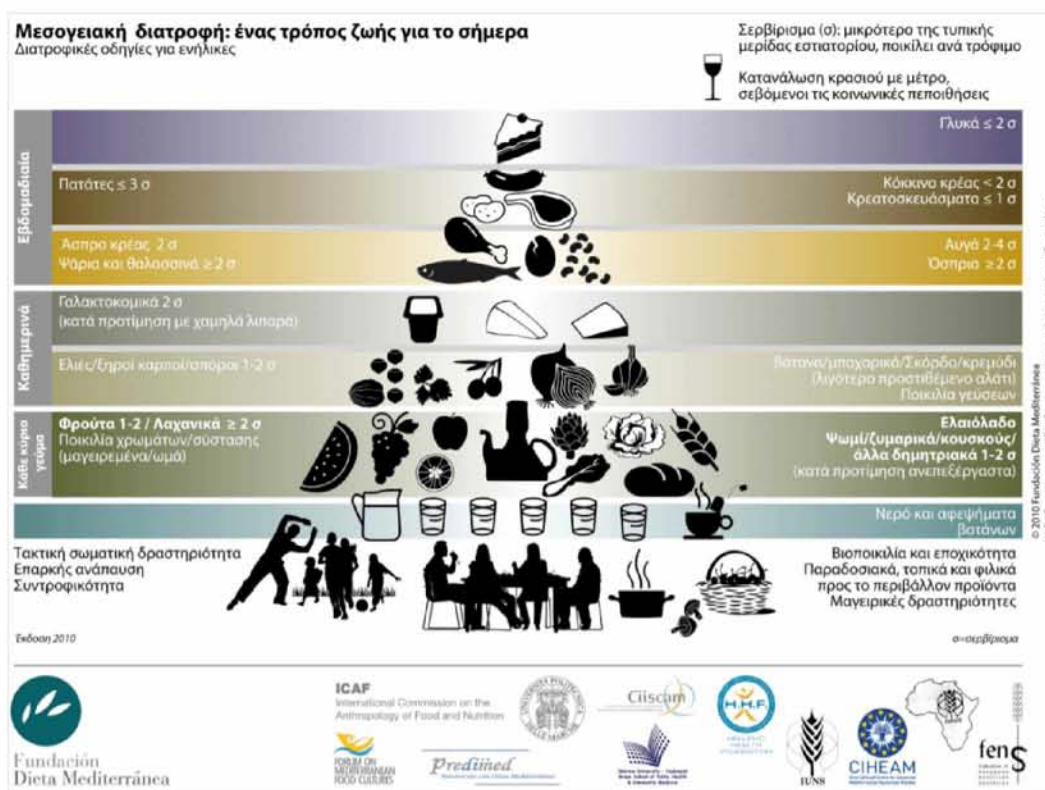 Μεσογειακή διατροφή: ένας τρόπος ζωής για το σήμερα
Διατροφικές οδηγίες για ενήλικες
Σερβίρισμα (σ): μικρότερο της τυπικής
μερίδας εστιατορίου, ποικίλει ανά τρόφιμο
Κατανάλωση κρασιού με μέτρο,
σεβόμενοι τις κοινωνικές πεποιθήσεις
Εβδομαδιαία
Γλυκά ≤ 2 σ
Πατάτες ≤ 3 σ
Κόκκινο κρέας < 2 σ
Κρεατοσκευάσματα ≤ 1 σ
Άσπρο κρέας 2 σ
Ψάρια και θαλασσινά ≥ 2 σ
Αυγά 2-4 σ
Όσπρια ≥ 2 σ
Καθημερινά
Γαλακτοκομικά 2 σ
(κατά προτίμηση με χαμηλά λιπαρά)
Ελιές/ξηροί καρποί/σπόροι 1-2 σ
Βότανα/μπαχαρικά/Σκόρδο/κρεμύδι
(λιγότερο προστιθέμενο αλάτι)
Ποικιλία γεύσεων
Κάθε κύριο
γεύμα
Φρούτα 1-2 / Λαχανικά ≥ 2 σ
Ποικιλία χρωμάτων/σύστασης
(μαγειρεμένα/ωμά)
Ελαιόλαδο
Ψωμί/ζυμαρικά/κουσκούς/
άλλα δημητριακά 1-2 σ
(κατά προτίμηση ανεπεξέργαστα)
Νερό και αφεψήματα
βοτάνων
Τακτική σωματική δραστηριότητα
Επαρκής ανάπαυση
Συντροφικότητα
Βιοποικιλία και εποχικότητα
Παραδοσιακά, τοπικά και φιλικά
προς το περιβάλλον προϊόντα
Μαγειρικές δραστηριότητες
Έκδοση 2010
σ=σερβίρισμα
© 2010 Fundación Dieta Mediterránea
Fundación
Dieta Mediterránea
ICAF
International Commission on the
Anthropology of Food and Nutrition
FORUM ON
MEDITERRANEAN
FOOD CULTURES
Predimed
Ciiscam
H.H.F.
HELLENIC
HEALTH
FOUNDATION
IUNS
CIHEAM
fens